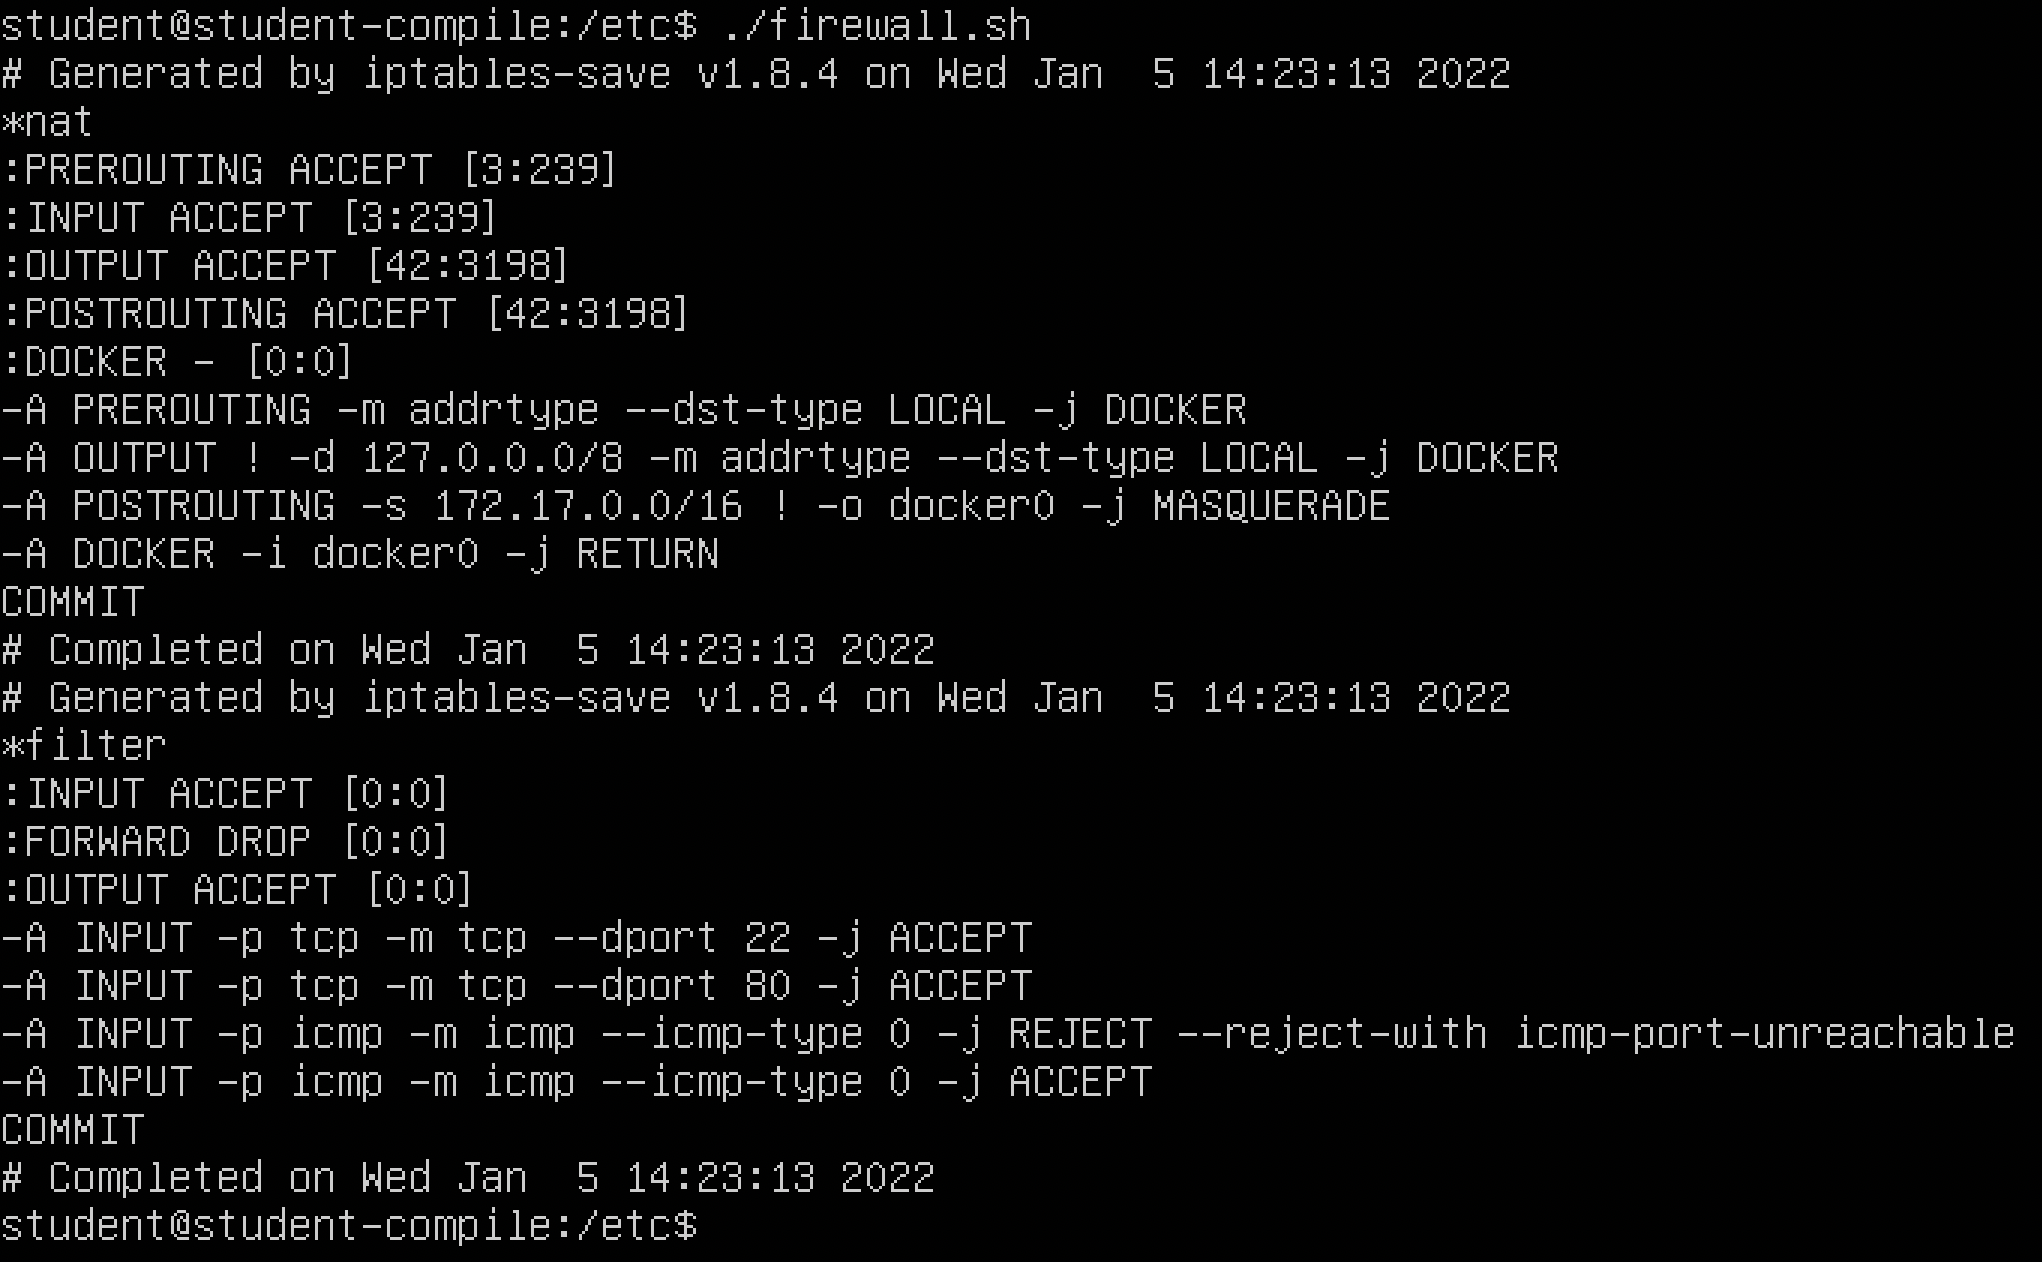 student@student-compile:/etc$ ./firewall.sh
# Generated by iptables-save v1.8.4 on Wed Jan  5 14:23:13 2022
*nat
:PREROUTING ACCEPT [3:239]
:INPUT ACCEPT [3:239]
:OUTPUT ACCEPT [42:3198]
:POSTROUTING ACCEPT [42:3198]
:DOCKER - [0:0]
-A PREROUTING -m addrtype --dst-type LOCAL -j DOCKER
-A OUTPUT ! -d 127.0.0.0/8 -m addrtype --dst-type LOCAL -j DOCKER
-A POSTROUTING -s 172.17.0.0/16 ! -o docker0 -j MASQUERADE
-A DOCKER -i docker0 -j RETURN
COMMIT
# Completed on Wed Jan  5 14:23:13 2022
# Generated by iptables-save v1.8.4 on Wed Jan  5 14:23:13 2022
*filter
:INPUT ACCEPT [0:0]
:FORWARD DROP [0:0]
:OUTPUT ACCEPT [0:0]
-A INPUT -p tcp -m tcp --dport 22 -j ACCEPT
-A INPUT -p tcp -m tcp --dport 80 -j ACCEPT
-A INPUT -p icmp -m icmp --icmp-type 0 -j REJECT --reject-with icmp-port-unreachable
-A INPUT -p icmp -m icmp --icmp-type 0 -j ACCEPT
COMMIT
# Completed on Wed Jan  5 14:23:13 2022
student@student-compile:/etc$